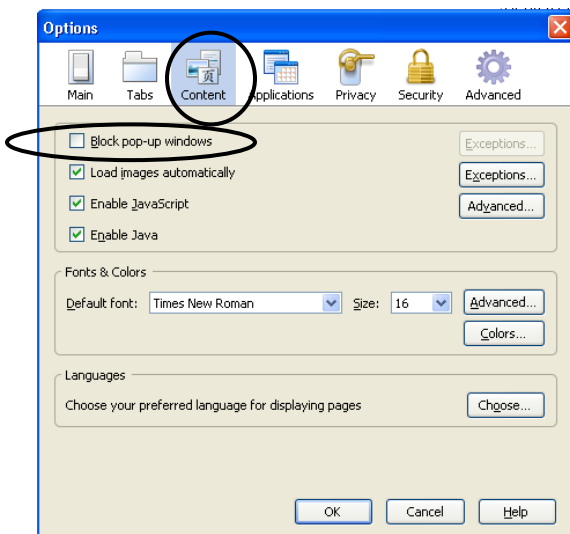 Options
Main Tabs Content Applications Privacy Security Advanced
页
Block pop-up windows Exceptions...
Load images automatically Exceptions...
Enable JavaScript Advanced...
Enable Java
Fonts & Colors
Default font: Times New Roman Size: 16 Advanced...
Colors...
Languages
Choose your preferred language for displaying pages Choose...
OK Cancel Help